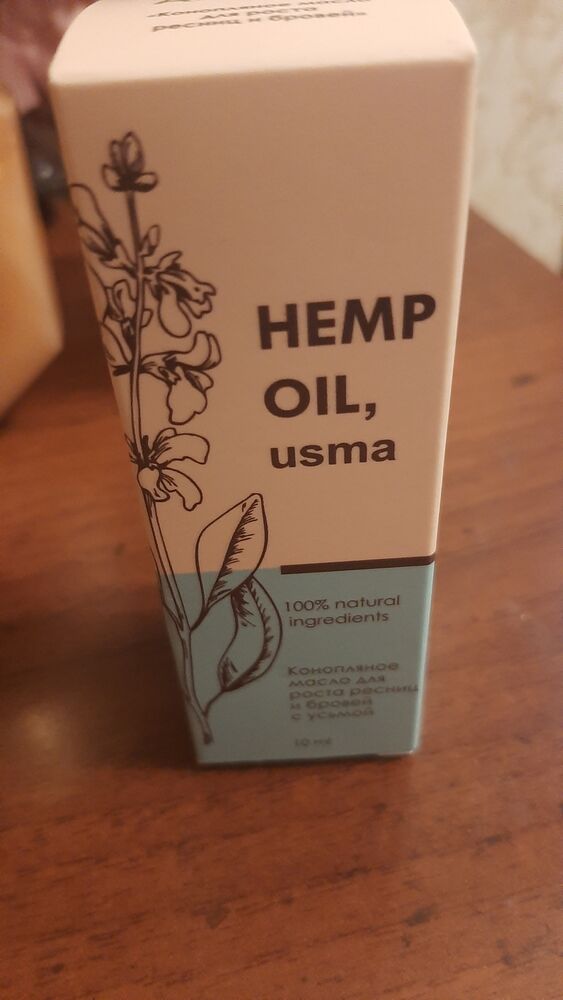 «Конопляное масло
для роста
ресниц и бровей»
HEMP
OIL,
usma
100% natural
ingredients
Конопляное
масло для
роста ресниц
и бровей
с усьмой
10 ml